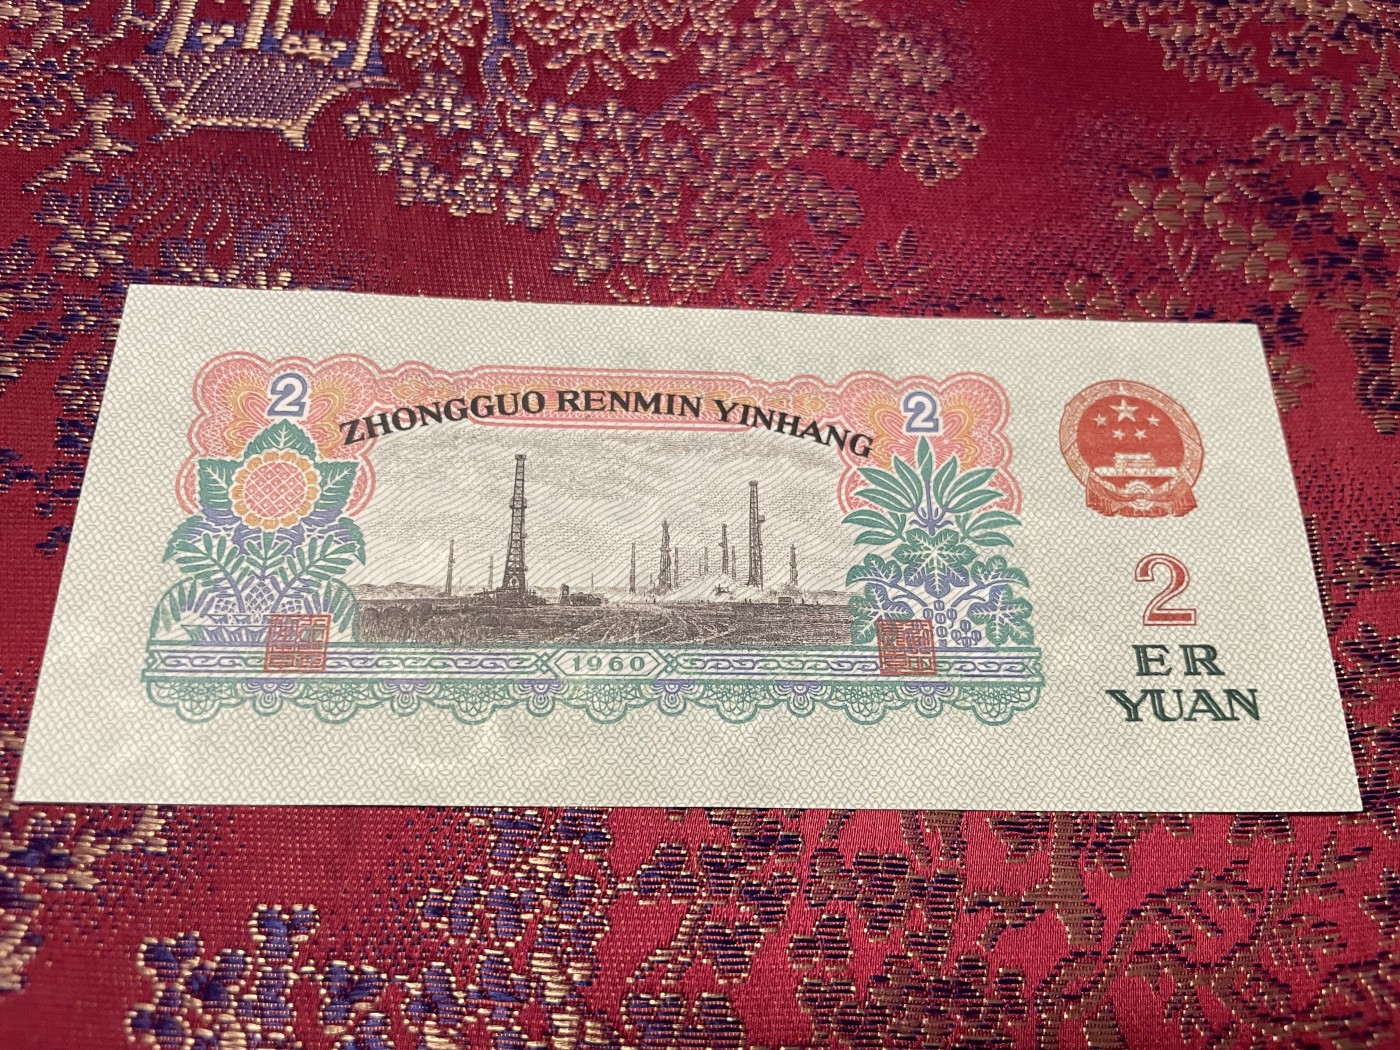 2
2
ZHONGGUO RENMIN YINHANG
1960
2
ER
YUAN